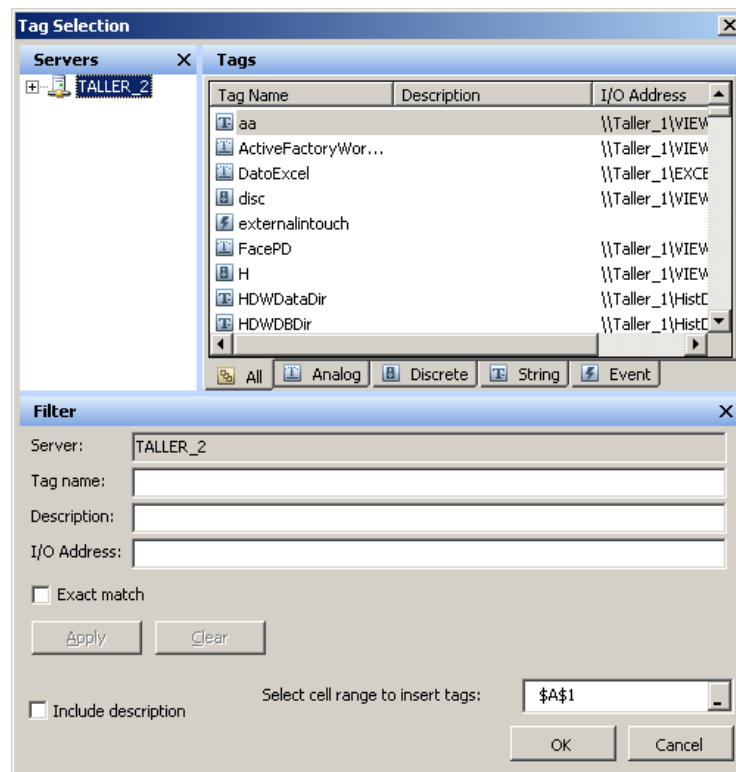 Tag Selection
Servers
Tags
TALLER_2
Tag Name Description I/O Address
aa \\Taller_1\VIEW
ActiveFactoryWor... \\Taller_1\VIEW
DatoExcel \\Taller_1\EXCE
disc \\Taller_1\VIEW
externalintouch
FacePD \\Taller_1\VIEW
H \\Taller_1\VIEW
HDWDataDir \\Taller_1\HistD
HDWDBDir \\Taller_1\HistD
All Analog Discrete String Event
Filter
Server: TALLER_2
Tag name:
Description:
I/O Address:
Exact match
Apply Clear
Select cell range to insert tags: $A$1
Include description
OK Cancel